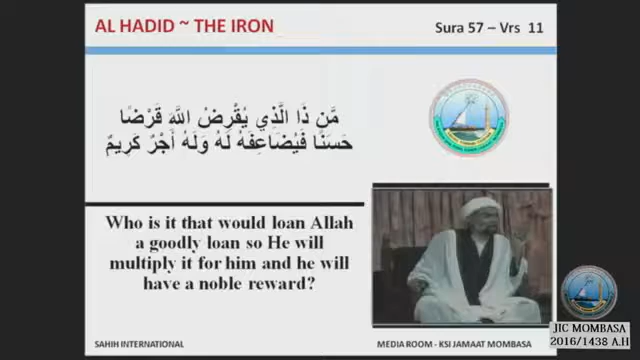 AL HADID ~ THE IRON
Sura 57 – Vrs 11
مَّن ذَا الَّذِي يُقْرِضُ اللَّهَ قَرْضًا
حَسَنًا فَيُضَاعِفَهُ لَهُ وَلَهُ أَجْرٌ كَرِيمٌ
Who is it that would loan Allah
a goodly loan so He will
multiply it for him and he will
have a noble reward?
SAHIH INTERNATIONAL
MEDIA ROOM - KSI JAMAAT MOMBASA
JIC MOMBASA
2016/1438 A.H